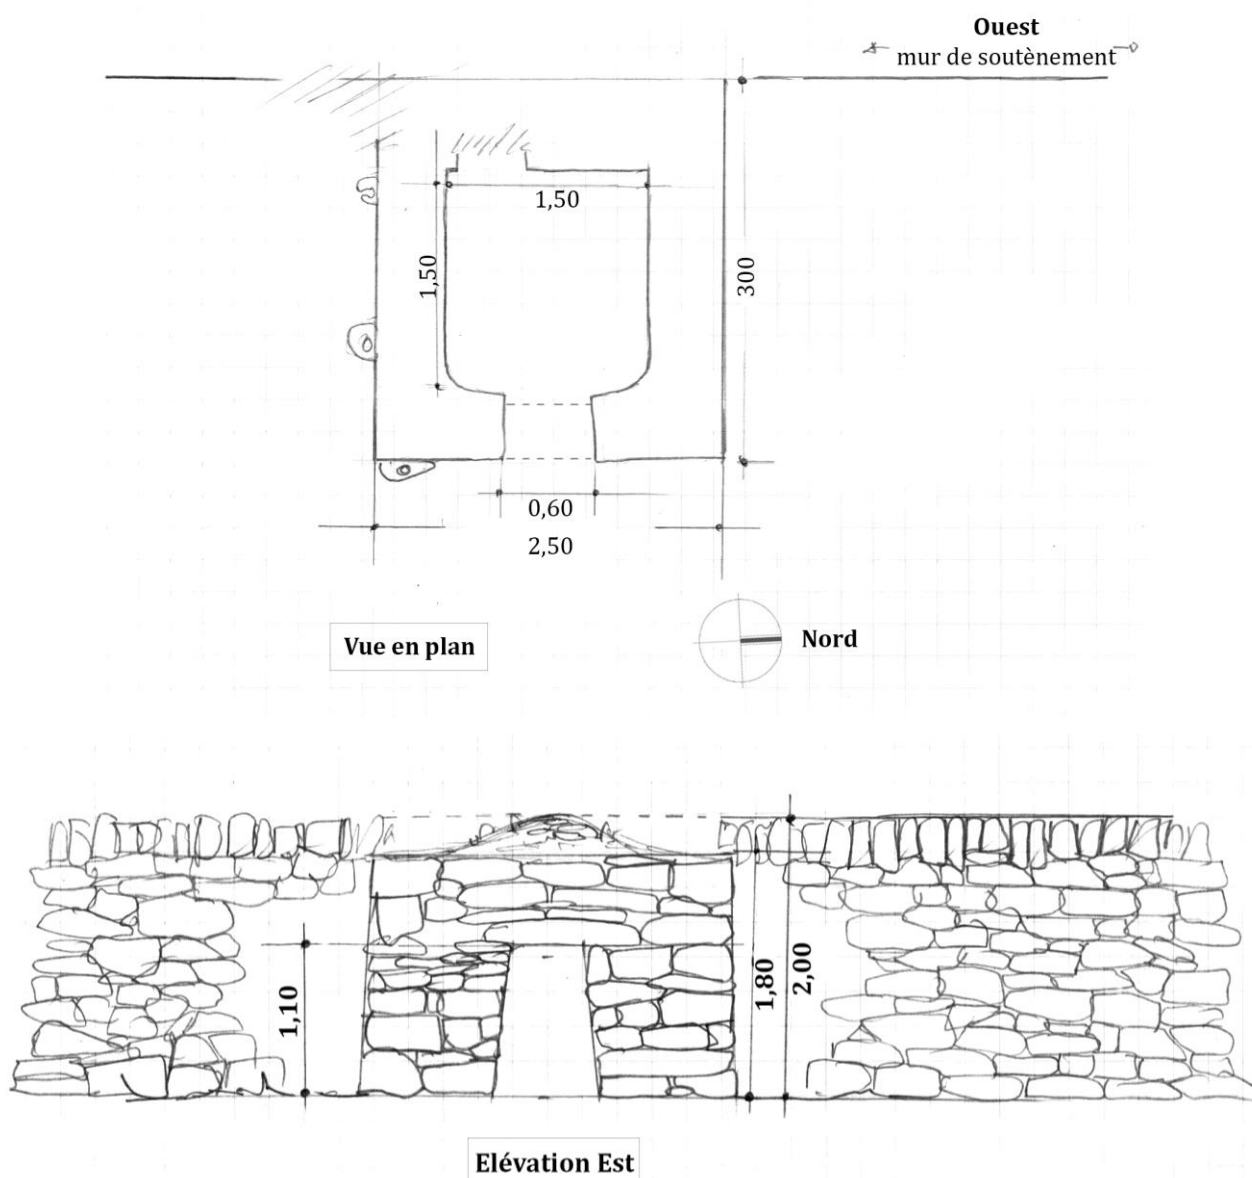 Ouest
mur de soutènement
1,50
1,50
300
0,60
2,50
Vue en plan
Nord
1,10
1,80
2,00
Elévation Est